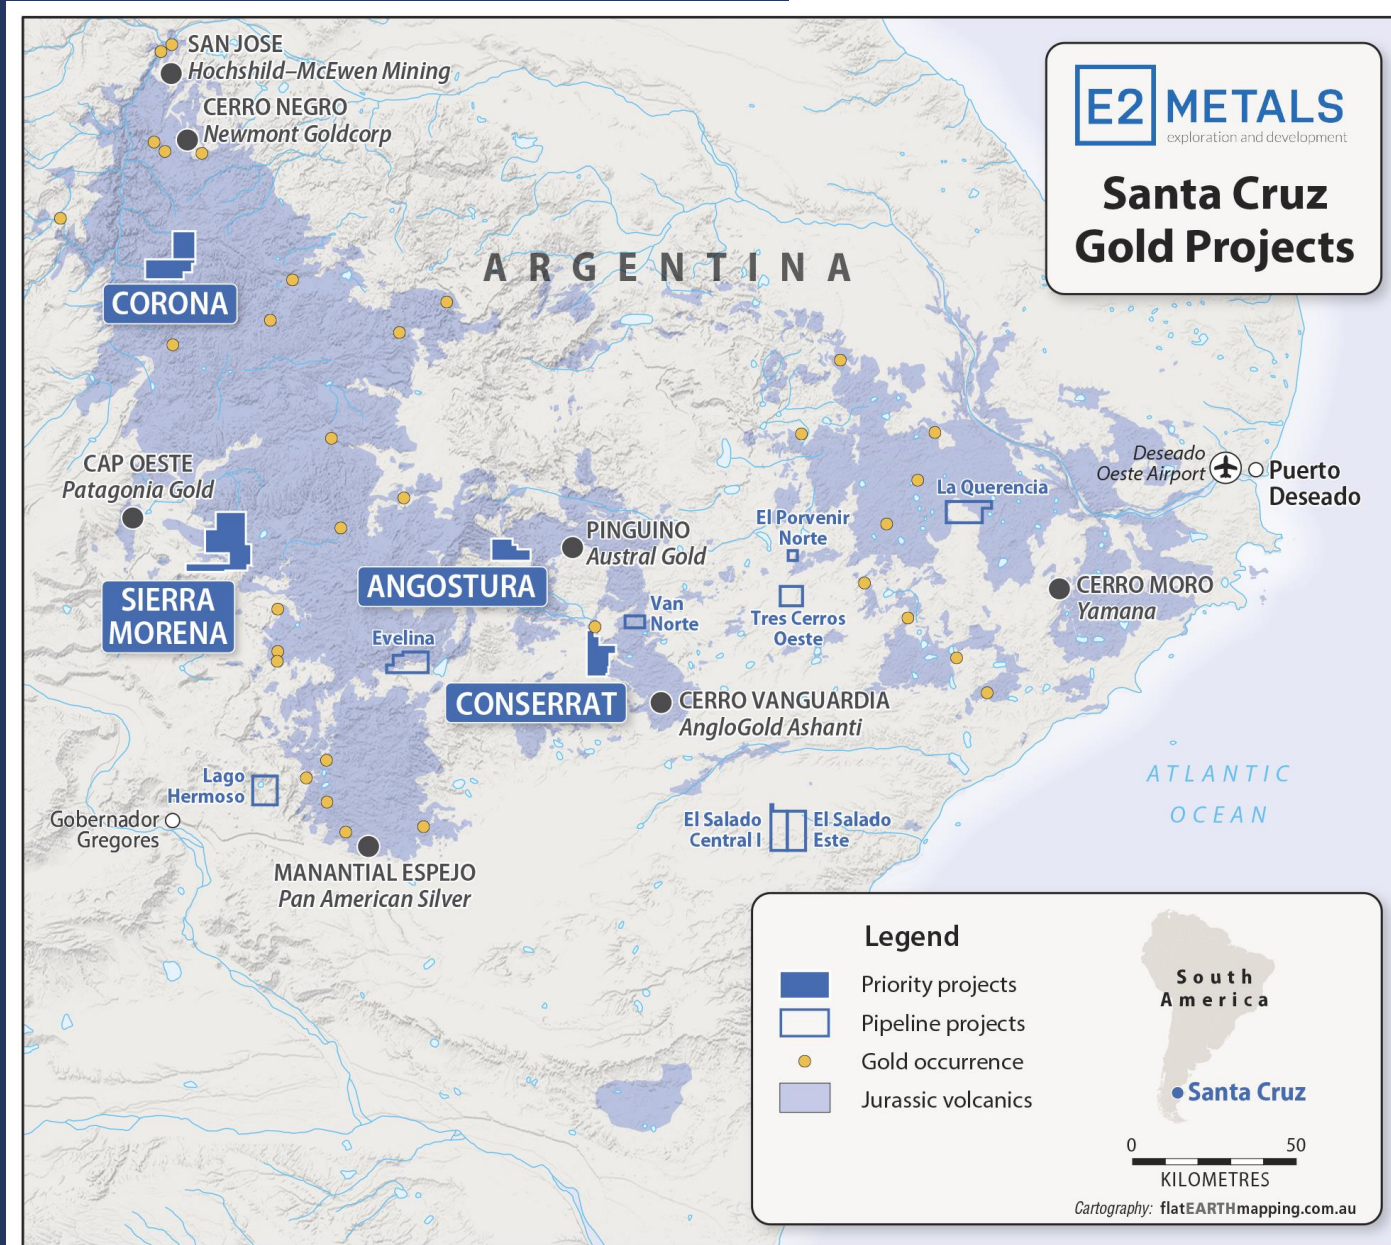 SAN JOSE
Hochshild–McEwen Mining
CERRO NEGRO
Newmont Goldcorp
E2 METALS
exploration and development
Santa Cruz
Gold Projects
ARGENTINA
CORONA
CAP OESTE
Patagonia Gold
Deseado
Oeste Airport
Puerto
Deseado
La Querencia
El Porvenir
Norte
PINGUINO
Austral Gold
ANGOSTURA
SIERRA
MORENA
CERRO MORO
Yamana
Van
Norte
Tres Cerros
Oeste
Evelina
CONSERRAT
CERRO VANGUARDIA
AngloGold Ashanti
Lago
Hermoso
ATLANTIC
OCEAN
Gobernador
Gregores
El Salado
Central I
El Salado
Este
MANANTIAL ESPEJO
Pan American Silver
Legend
Priority projects
Pipeline projects
Gold occurrence
Jurassic volcanics
South
America
Santa Cruz
0 50
KILOMETRES
Cartography: flatEARTHmapping.com.au